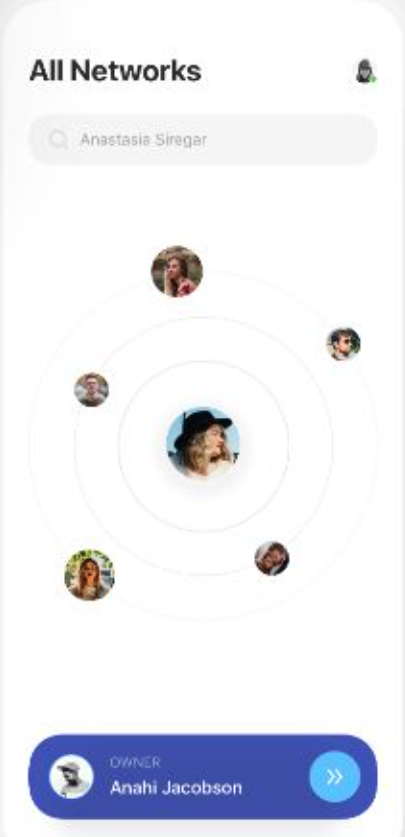 All Networks
Anastasia Siregar
OWNER
Anahi Jacobson